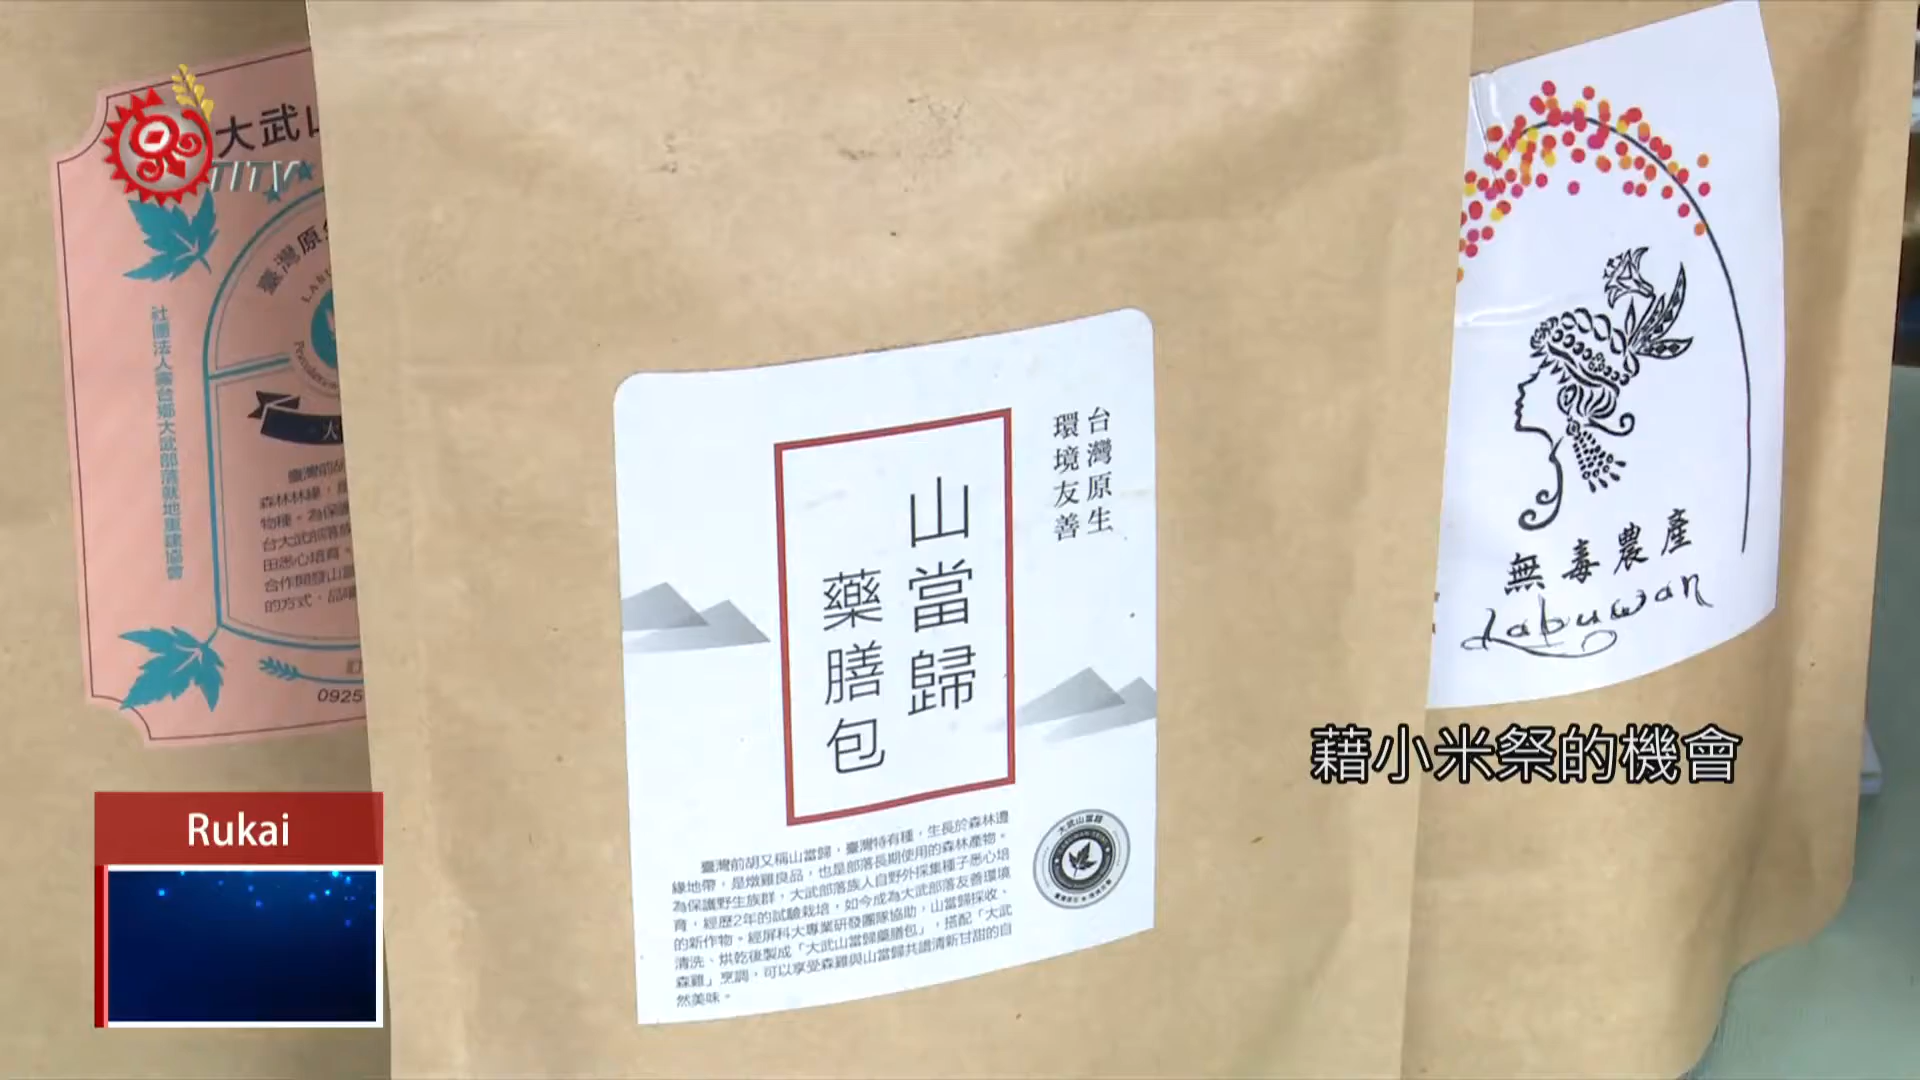 大武山
TITV
臺灣原
社團法人霧台鄉大武部落就地重建協會
臺灣前胡
森林林緣，
物種。為保護
台大武部落族
田悉心培育。
合作開發山當
的方式，品嚐
0925
台灣原生
環境友善
山當歸
藥膳包
臺灣前胡又稱山當歸，臺灣特有種，生長於森林邊
緣地帶，是燉雞良品，也是部落長期使用的森林產物。
為保護野生族群，大武部落族人自野外採集種子悉心培
育，經歷2年的試驗栽培，如今成為大武部落友善環境
的新作物。經屏科大專業研發團隊協助，山當歸採收、
清洗、烘乾後製成「大武山當歸藥膳包」，搭配「大武
森雞」烹調，可以享受森雞與山當歸共譜清新甘甜的自
然美味。
大武山當歸
無毒農產
Labuwan
藉小米祭的機會
Rukai